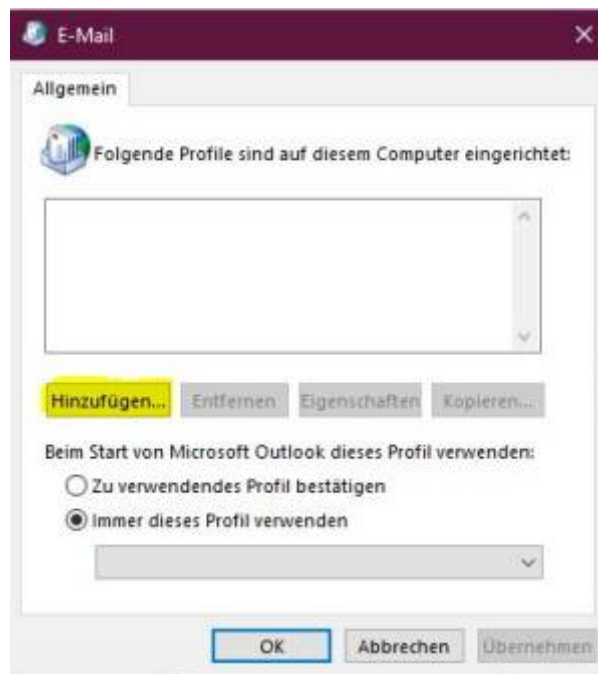 E-Mail
Allgemein
Folgende Profile sind auf diesem Computer eingerichtet:
Hinzufügen... Entfernen Eigenschaften Kopieren...
Beim Start von Microsoft Outlook dieses Profil verwenden:
Zu verwendendes Profil bestätigen
Immer dieses Profil verwenden
OK Abbrechen Übernehmen